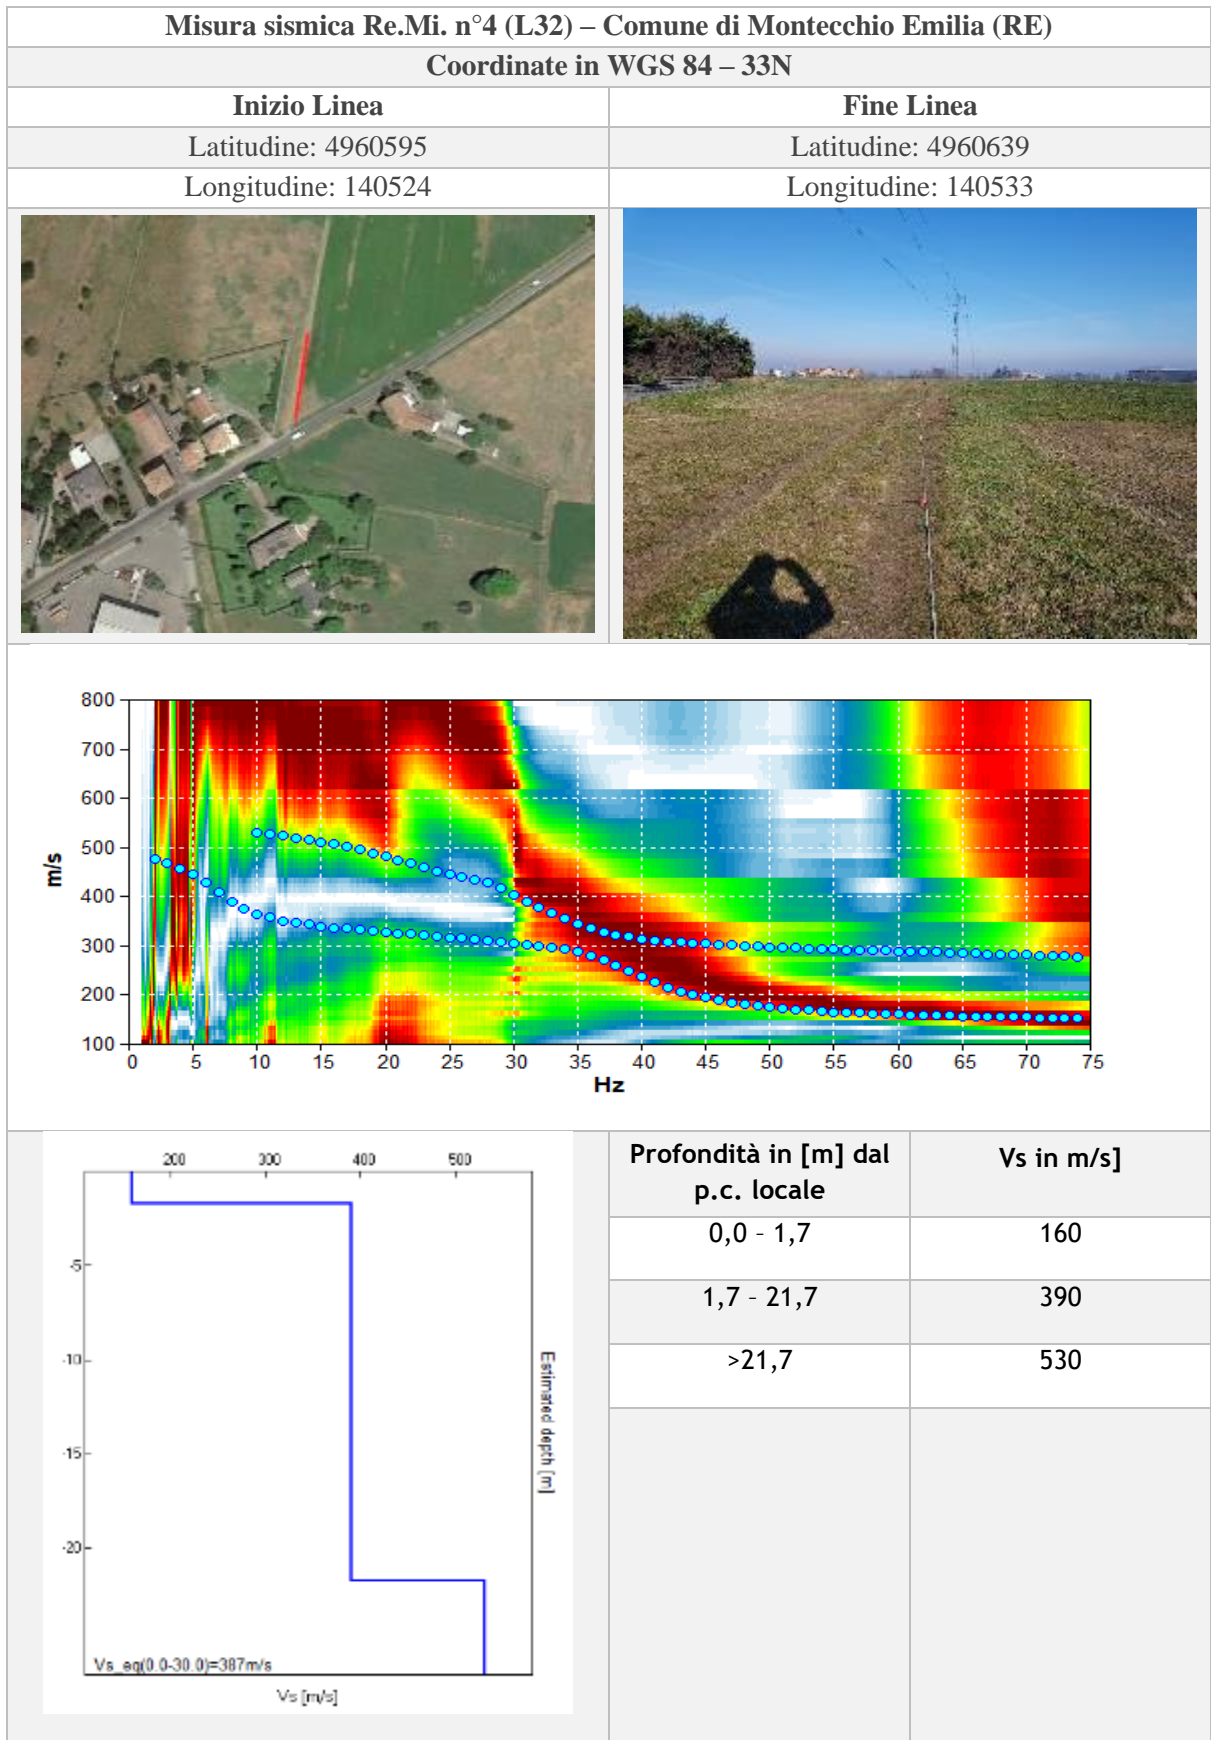 Misura sismica Re.Mi. n°4 (L32) – Comune di Montecchio Emilia (RE)
Coordinate in WGS 84 – 33N
Inizio Linea
Fine Linea
Latitudine: 4960595
Latitudine: 4960639
Longitudine: 140524
Longitudine: 140533
800
700
600
500
400
300
200
100
m/s
0 5 10 15 20 25 30 35 40 45 50 55 60 65 70 75
Hz
200 300 400 500
-5
-10
-15
-20
Estimated depth [m]
Vs_eq(0.0-30.0)=387m/s
Vs [m/s]
Profondità in [m] dal
p.c. locale
Vs in m/s]
0,0 – 1,7
160
1,7 – 21,7
390
>21,7
530